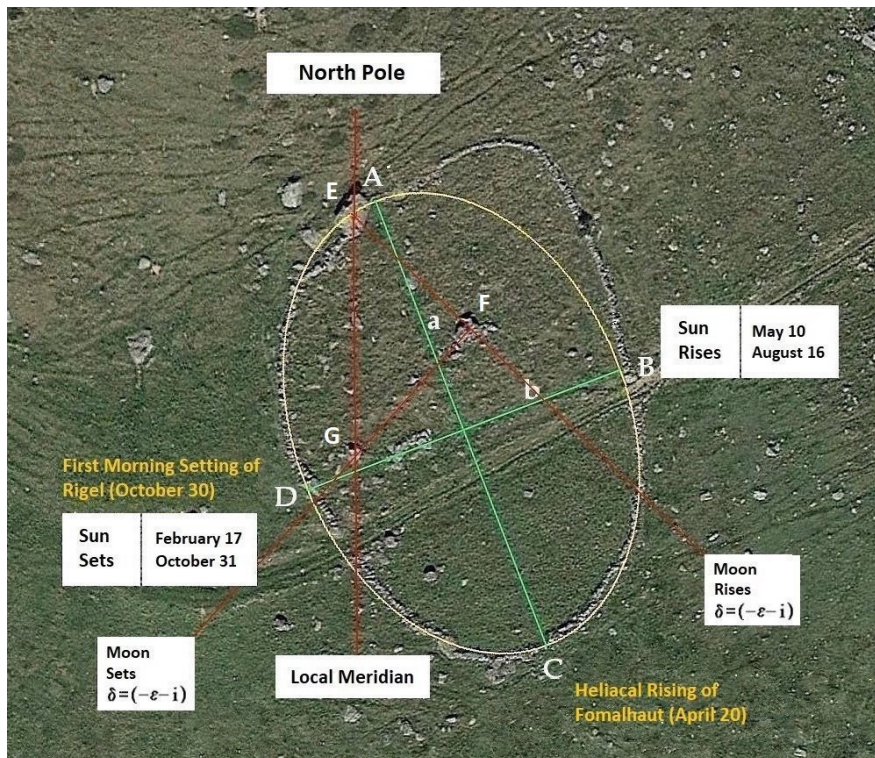 North Pole
E
A
F
a
Sun
Rises
May 10
August 16
B
b
G
First Morning Setting of
Rigel (October 30)
D
Sun
Sets
February 17
October 31
Moon
Rises
δ=(-ε-i)
Moon
Sets
δ=(-ε-i)
Local Meridian
C
Heliacal Rising of
Fomalhaut (April 20)